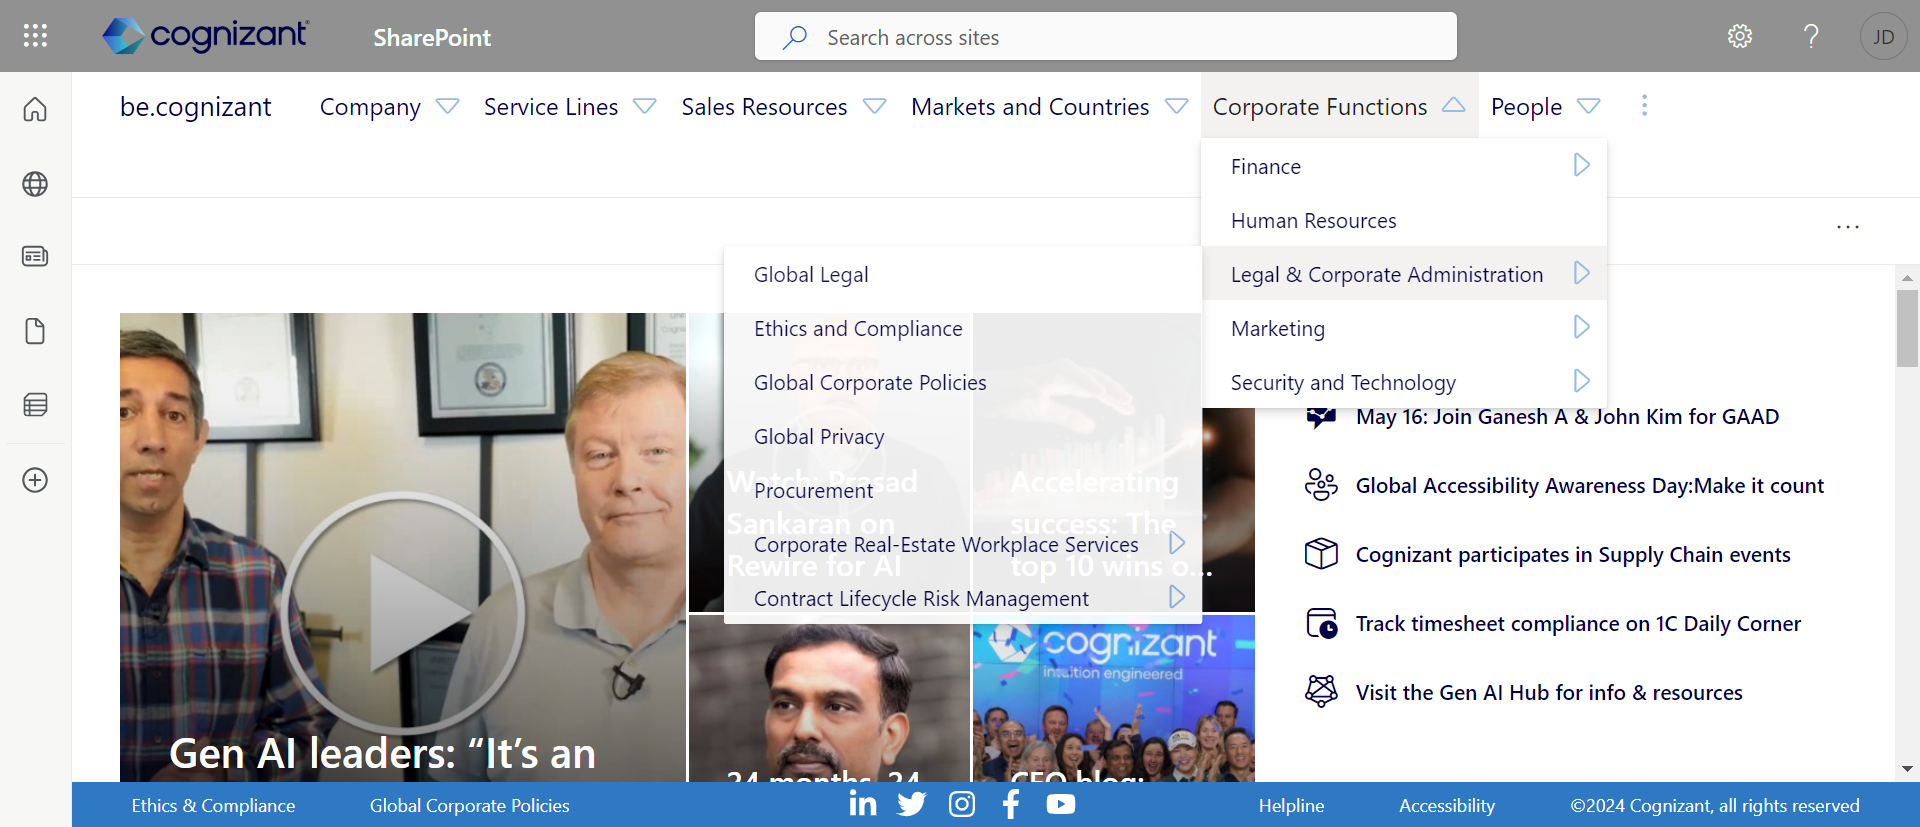 cognizant
SharePoint
Search across sites
JD
be.cognizant
Company
Service Lines
Sales Resources
Markets and Countries
Corporate Functions
People
Finance
Human Resources
Legal & Corporate Administration
Marketing
Security and Technology
Global Legal
Ethics and Compliance
Global Corporate Policies
Global Privacy
Procurement
Corporate Real-Estate Workplace Services
Contract Lifecycle Risk Management
Gen AI leaders: “It’s an
Watch: Prasad
Sankaran on
Rewire for AI
Accelerating
success: The
top 10 wins o...
cognizant
intuition engineered
May 16: Join Ganesh A & John Kim for GAAD
Global Accessibility Awareness Day:Make it count
Cognizant participates in Supply Chain events
Track timesheet compliance on 1C Daily Corner
Visit the Gen AI Hub for info & resources
24 months, 24
CFO blog:
Ethics & Compliance
Global Corporate Policies
Helpline
Accessibility
©2024 Cognizant, all rights reserved